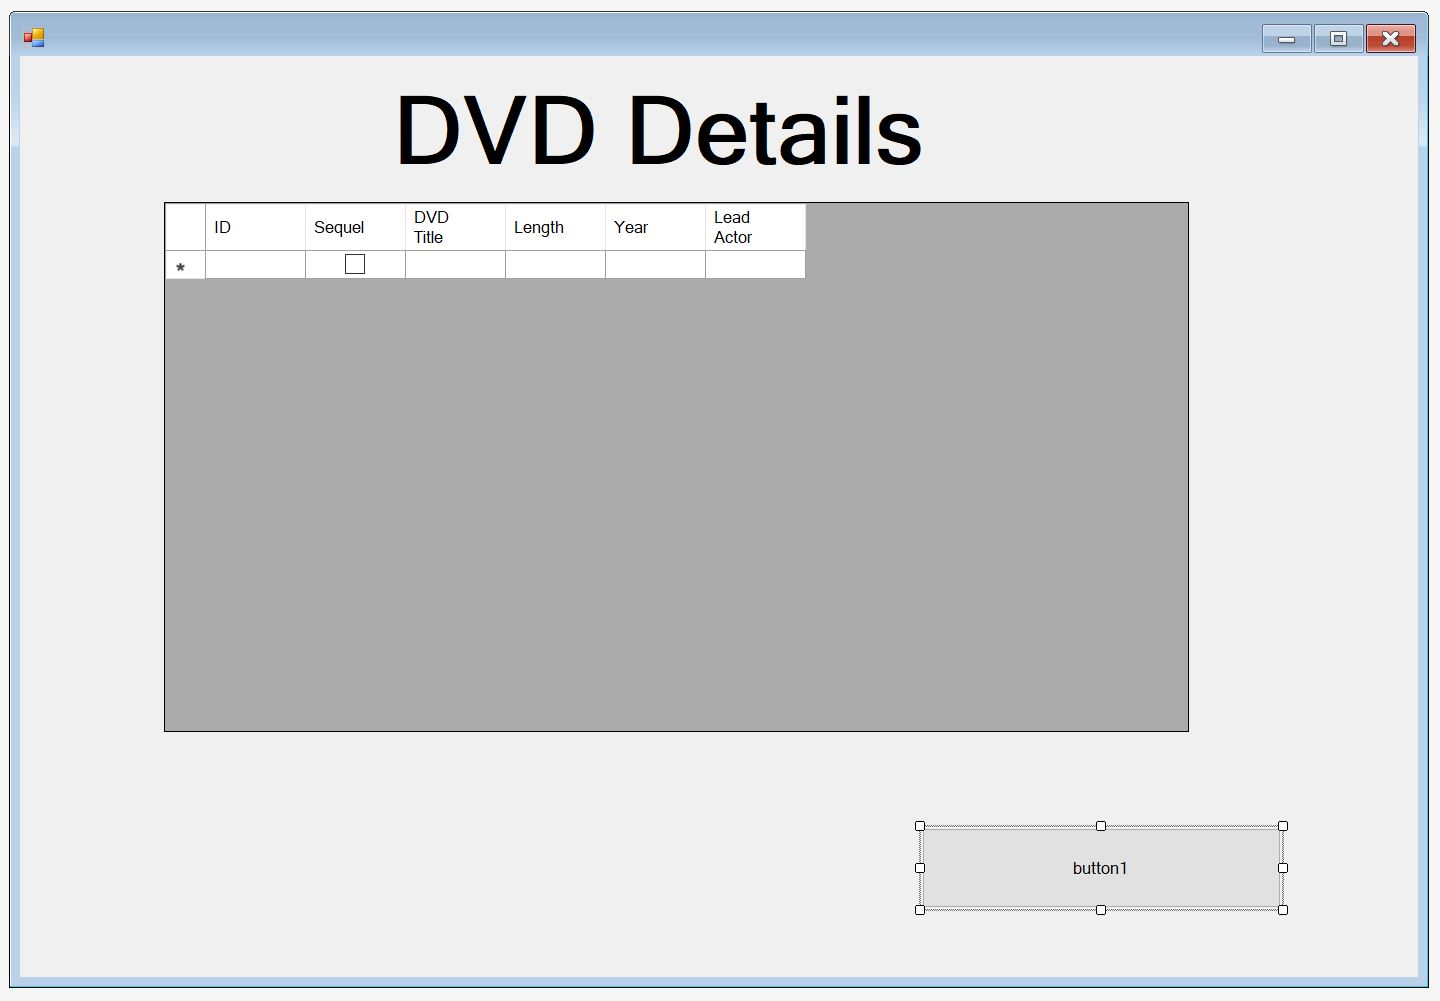 DVD Details
ID
Sequel
DVD
Title
Length
Year
Lead
Actor
*
button1